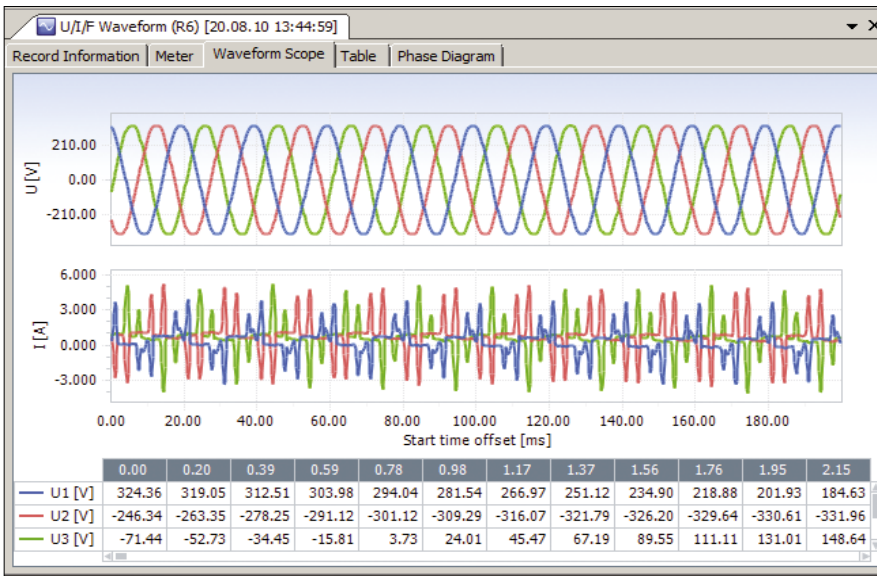 U/I/F Waveform (R6) [20.08.10 13:44:59]
Record Information Meter Waveform Scope Table Phase Diagram
U [V]
210.00
0.00
-210.00
I [A]
6.000
3.000
0.000
-3.000
0.00 20.00 40.00 60.00 80.00 100.00 120.00 140.00 160.00 180.00
Start time offset [ms]
0.00 0.20 0.39 0.59 0.78 0.98 1.17 1.37 1.56 1.76 1.95 2.15
U1 [V] 324.36 319.05 312.51 303.98 294.04 281.54 266.97 251.12 234.90 218.88 201.93 184.63
U2 [V] -246.34 -263.35 -278.25 -291.12 -301.12 -309.29 -316.07 -321.79 -326.20 -329.64 -330.61 -331.96
U3 [V] -71.44 -52.73 -34.45 -15.81 3.73 24.01 45.47 67.19 89.55 111.11 131.01 148.64